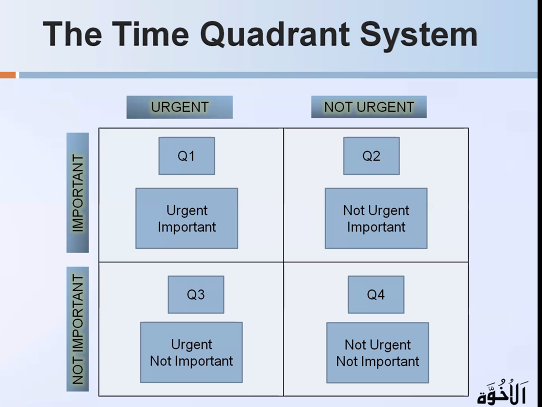 The Time Quadrant System
URGENT
NOT URGENT
IMPORTANT
Q1
Q2
Urgent
Important
Not Urgent
Important
NOT IMPORTANT
Q3
Q4
Urgent
Not Important
Not Urgent
Not Important
الأُخُوَّة